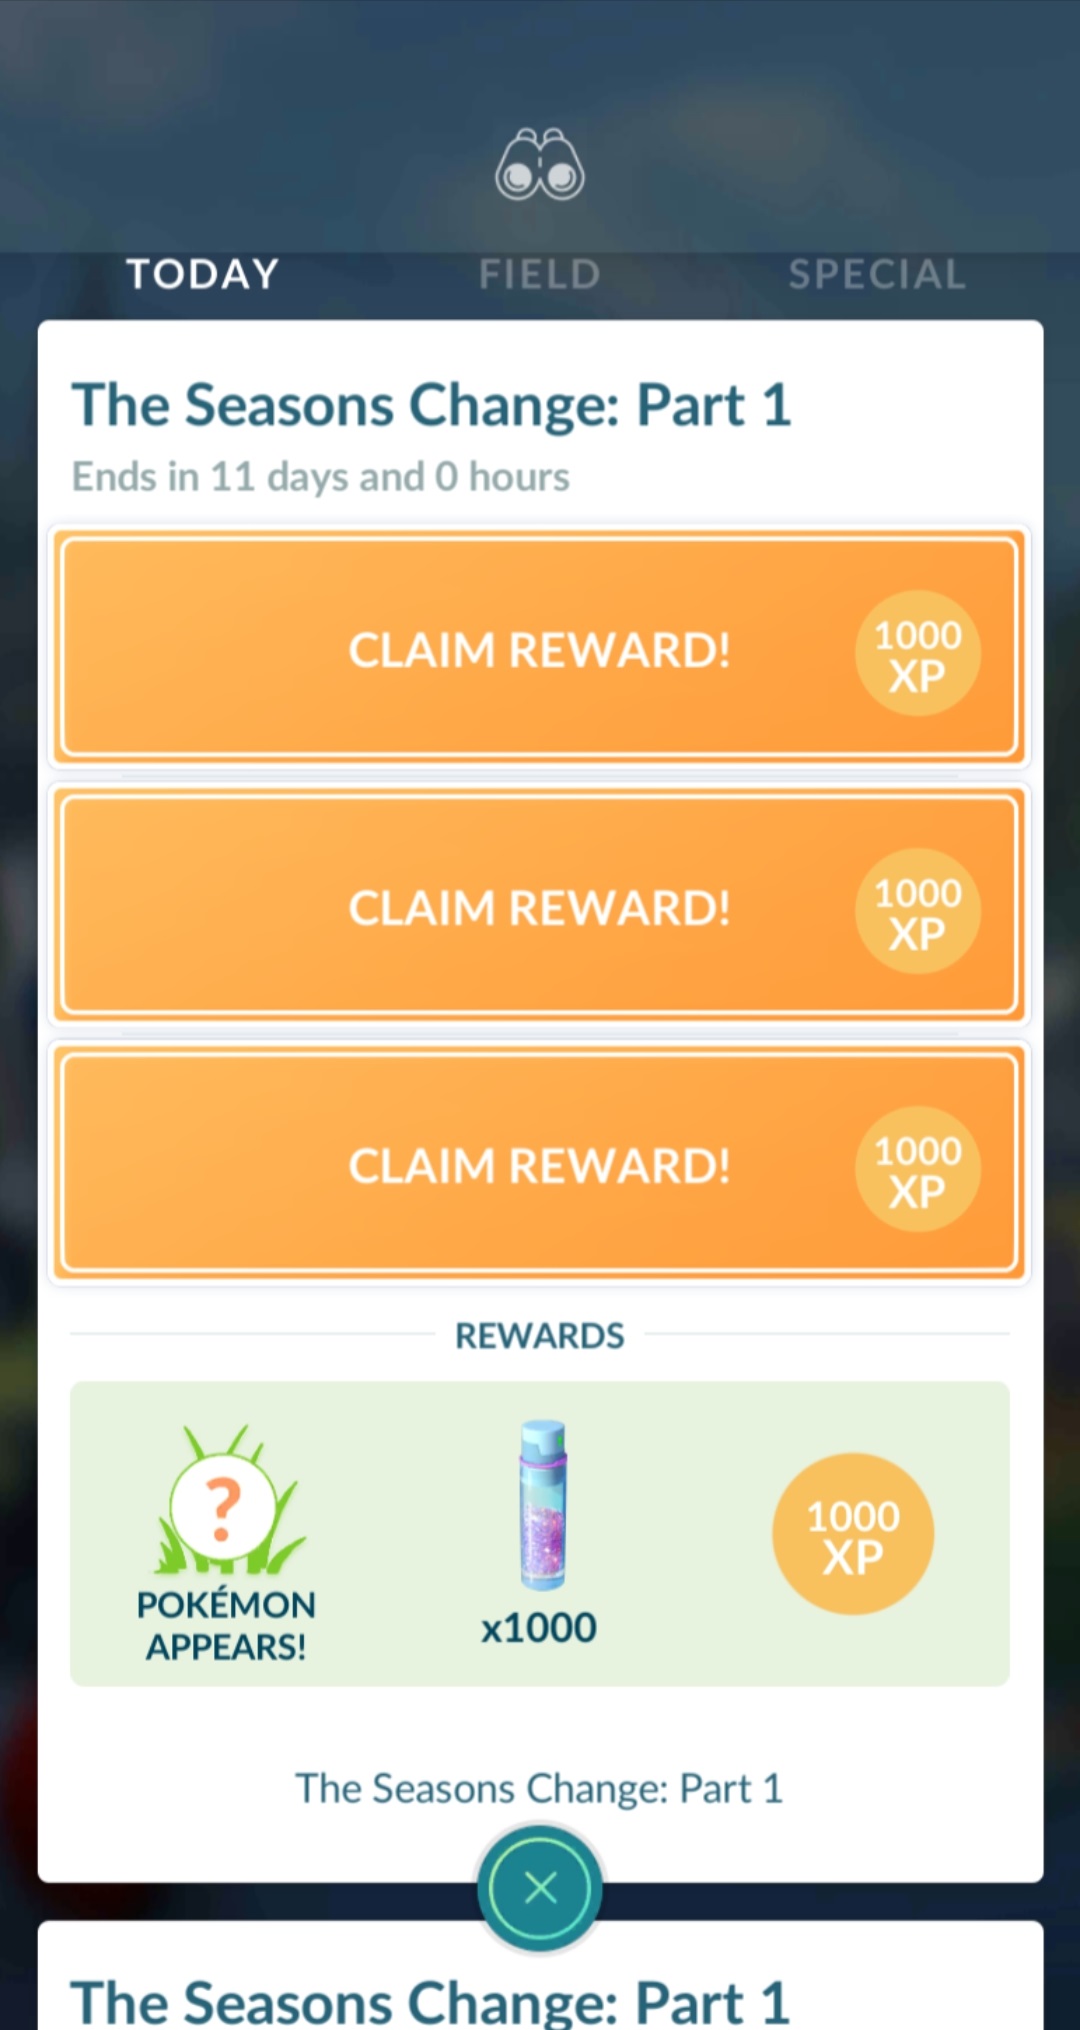 TODAY FIELD SPECIAL
The Seasons Change: Part 1
Ends in 11 days and 0 hours
CLAIM REWARD!
1000
XP
CLAIM REWARD!
1000
XP
CLAIM REWARD!
1000
XP
REWARDS
?
POKÉMON
APPEARS!
x1000
1000
XP
The Seasons Change: Part 1
The Seasons Change: Part 1